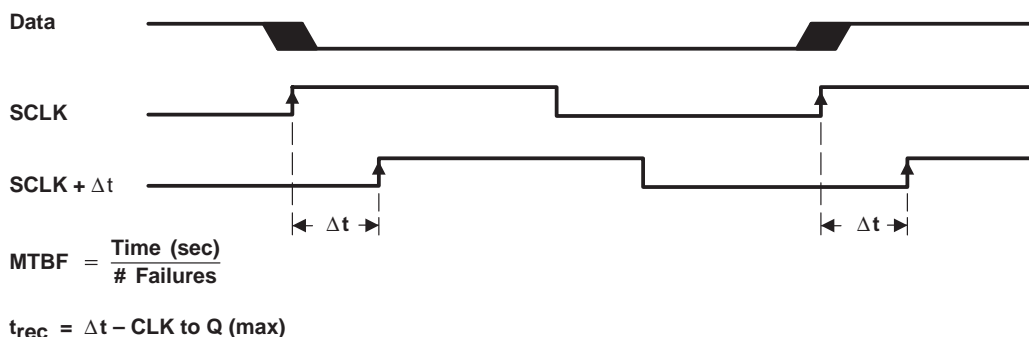 Data
SCLK
SCLK + Δt
Δt
Δt
MTBF = Time (sec)
# Failures
trec = Δt – CLK to Q (max)